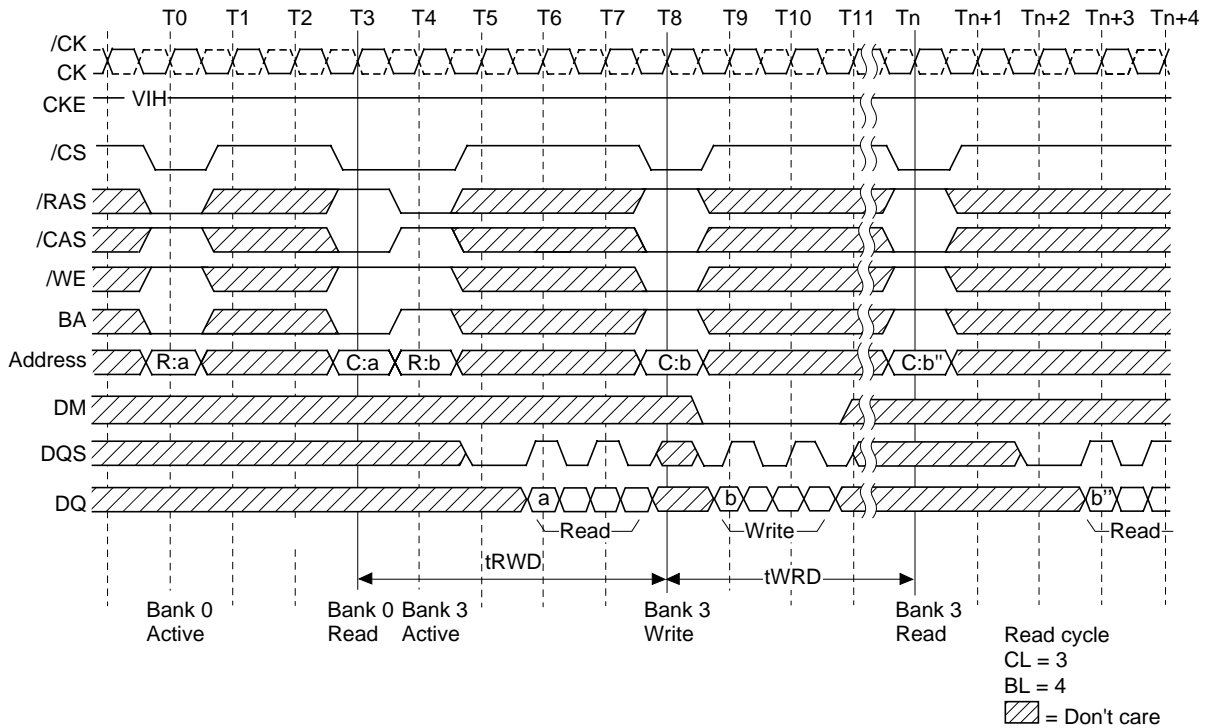 T0 T1 T2 T3 T4 T5 T6 T7 T8 T9 T10 T11 Tn Tn+1 Tn+2 Tn+3 Tn+4
/CK
CK
CKE VIH
/CS
/RAS
/CAS
/WE
BA
Address R:a C:a R:b C:b C:b"
DM
DQS
DQ a b b’’
Read Write Read
tRWD tWRD
Bank 0 Bank 0 Bank 3 Bank 3 Bank 3
Active Read Active Write Read
Read cycle
CL = 3
BL = 4
= Don't care